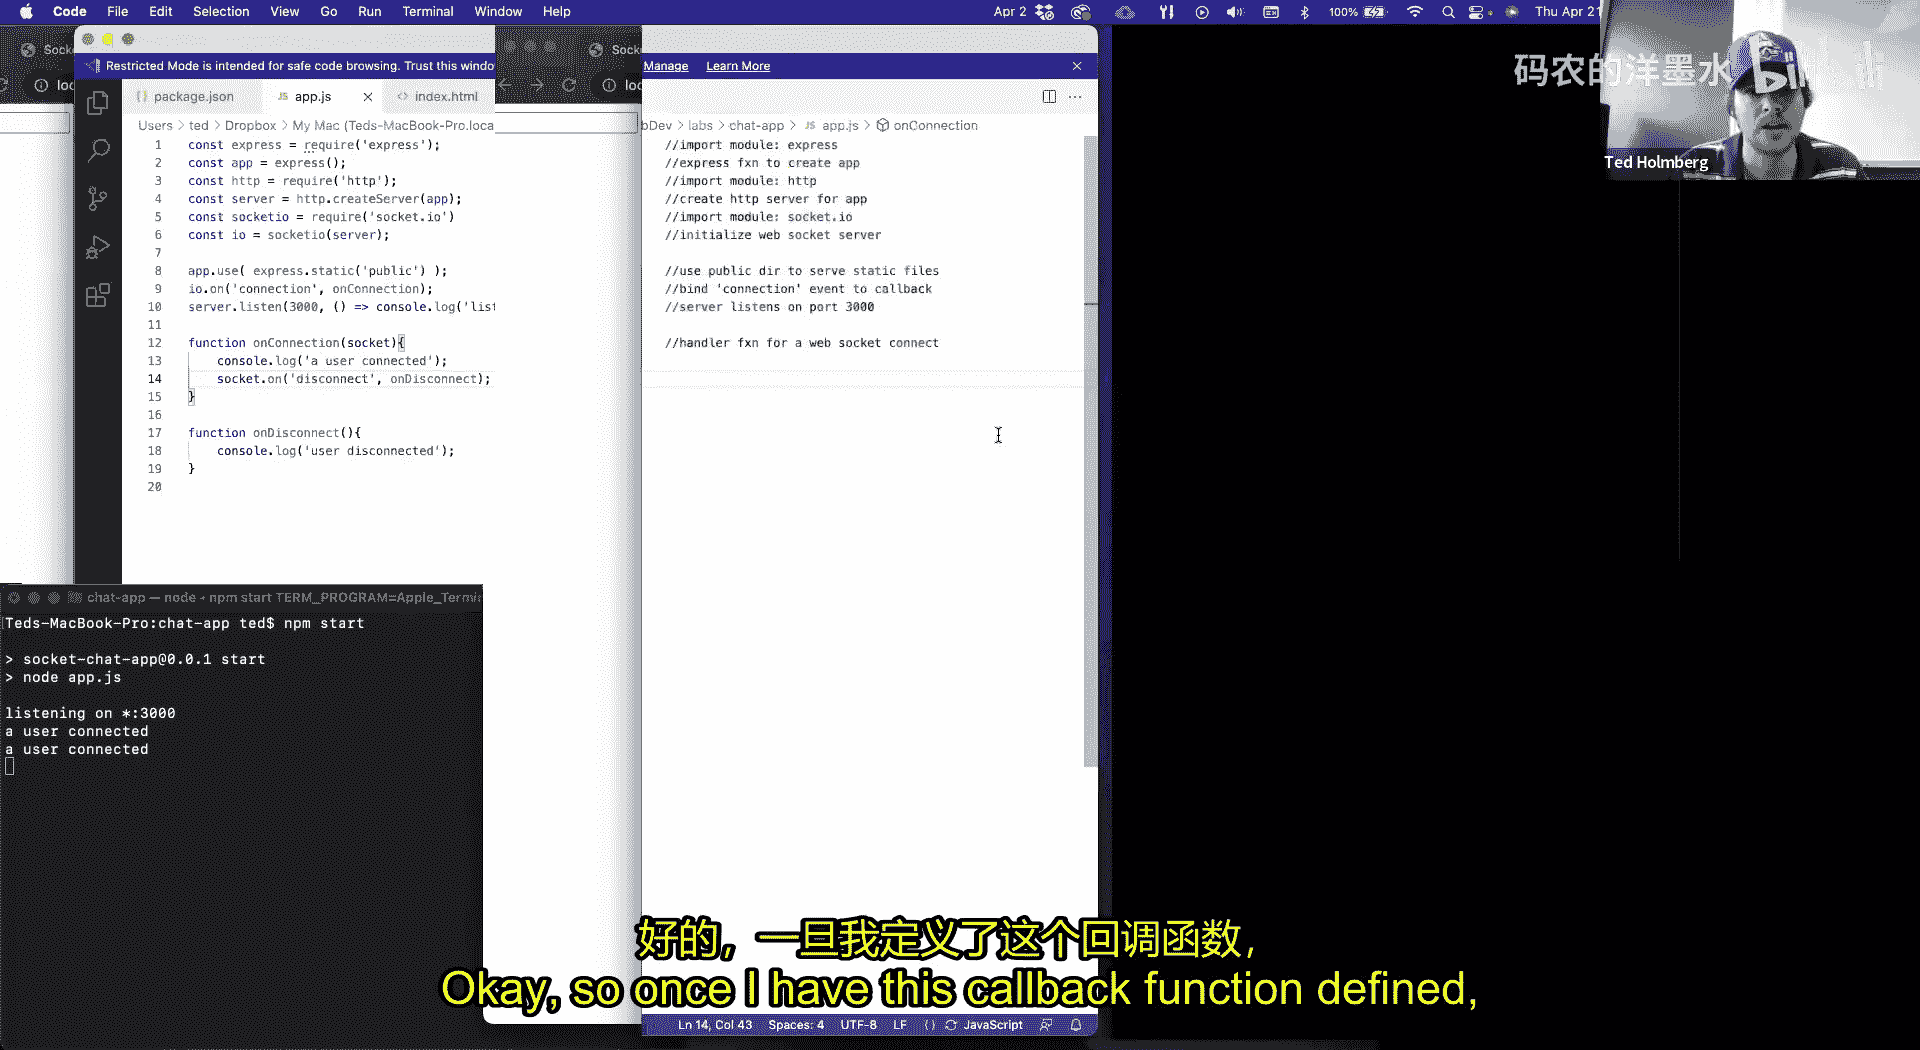 Code File Edit Selection View Go Run Terminal Window Help Apr 2 100% Thu Apr 21
码农的洋墨水 bilibili
Ted Holmberg
Restricted Mode is intended for safe code browsing. Trust this windo Manage Learn More
package.json JS app.js index.html
Users > ted > Dropbox > My Mac (Teds-MacBook-Pro.loca bDev > labs > chat-app > JS app.js > onConnection
1 const express = require('express'); //import module: express
2 const app = express(); //express fxn to create app
3 const http = require('http'); //import module: http
4 const server = http.createServer(app); //create http server for app
5 const socketio = require('socket.io') //import module: socket.io
6 const io = socketio(server); //initialize web socket server
7
8 app.use( express.static('public') ); //use public dir to serve static files
9 io.on('connection', onConnection); //bind 'connection' event to callback
10 server.listen(3000, () => console.log('list //server listens on port 3000
11
12 function onConnection(socket){ //handler fxn for a web socket connect
13 console.log('a user connected');
14 socket.on('disconnect', onDisconnect);
15 }
16
17 function onDisconnect(){
18 console.log('user disconnected');
19 }
20
chat-app — node ◂ npm start TERM_PROGRAM=Apple_Termi
Teds-MacBook-Pro:chat-app ted$ npm start
> socket-chat-app@0.0.1 start
> node app.js
listening on *:3000
a user connected
a user connected
好的，一旦我定义了这个回调函数，
Okay, so once I have this callback function defined,
Ln 14, Col 43 Spaces: 4 UTF-8 LF {} JavaScript